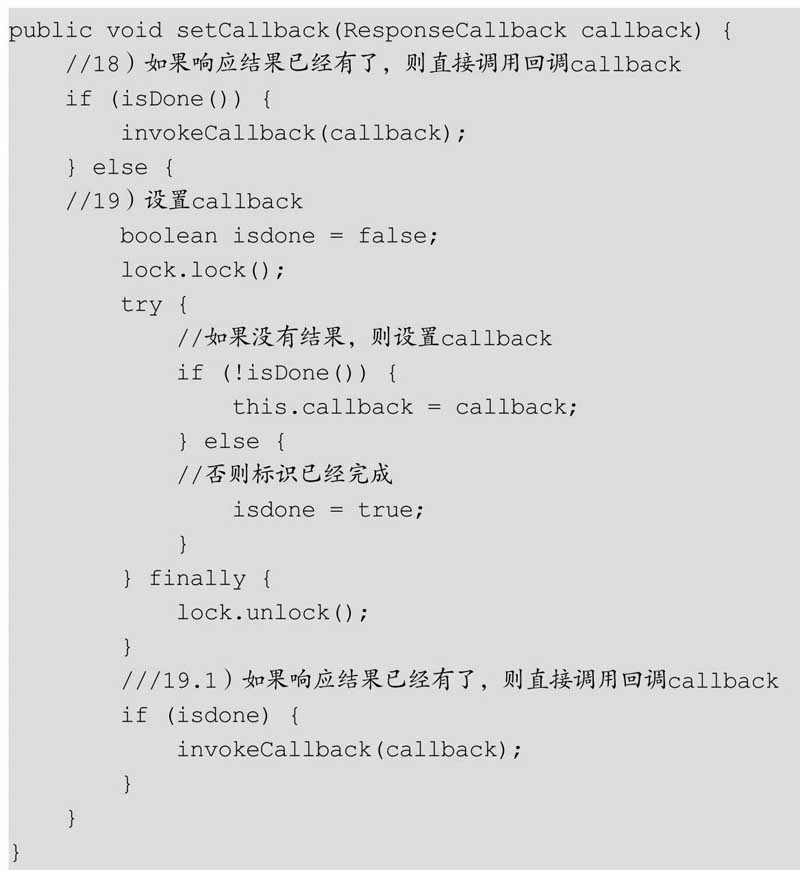 public void setCallback(ResponseCallback callback) {
    //18）如果响应结果已经有了，则直接调用回调callback
    if (isDone()) {
        invokeCallback(callback);
    } else {
    //19）设置callback
        boolean isdone = false;
        lock.lock();
        try {
            //如果没有结果，则设置callback
            if (!isDone()) {
                this.callback = callback;
            } else {
            //否则标识已经完成
                isdone = true;
            }
        } finally {
            lock.unlock();
        }
        ///19.1）如果响应结果已经有了，则直接调用回调callback
        if (isdone) {
            invokeCallback(callback);
        }
    }
}